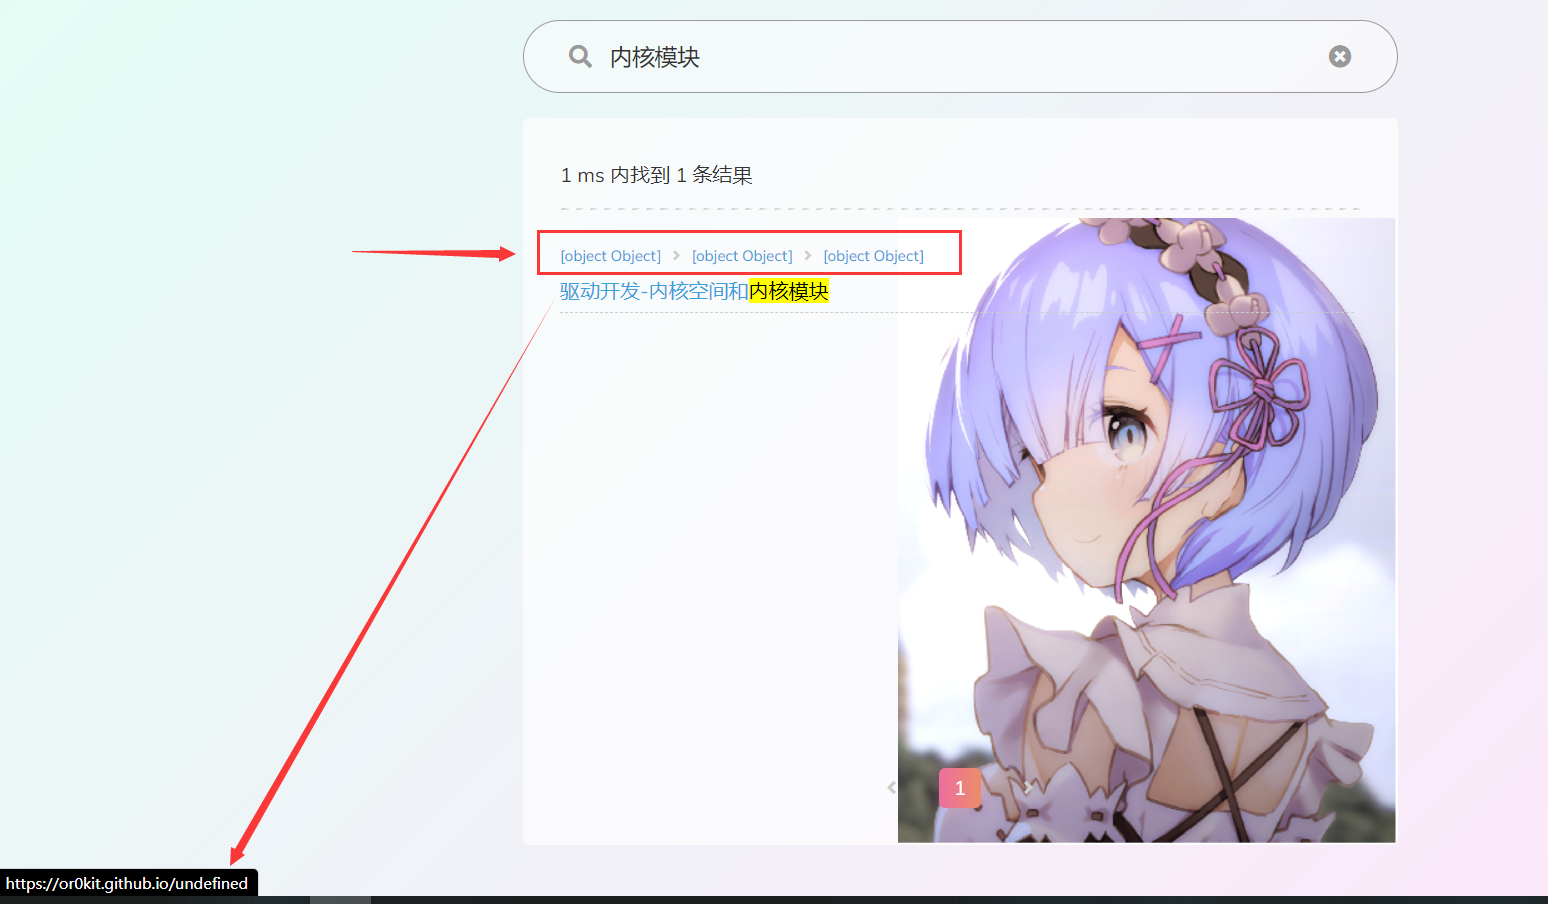 内核模块
1 ms 内找到 1 条结果
[object Object] > [object Object] > [object Object]
驱动开发-内核空间和内核模块
1
https://or0kit.github.io/undefined